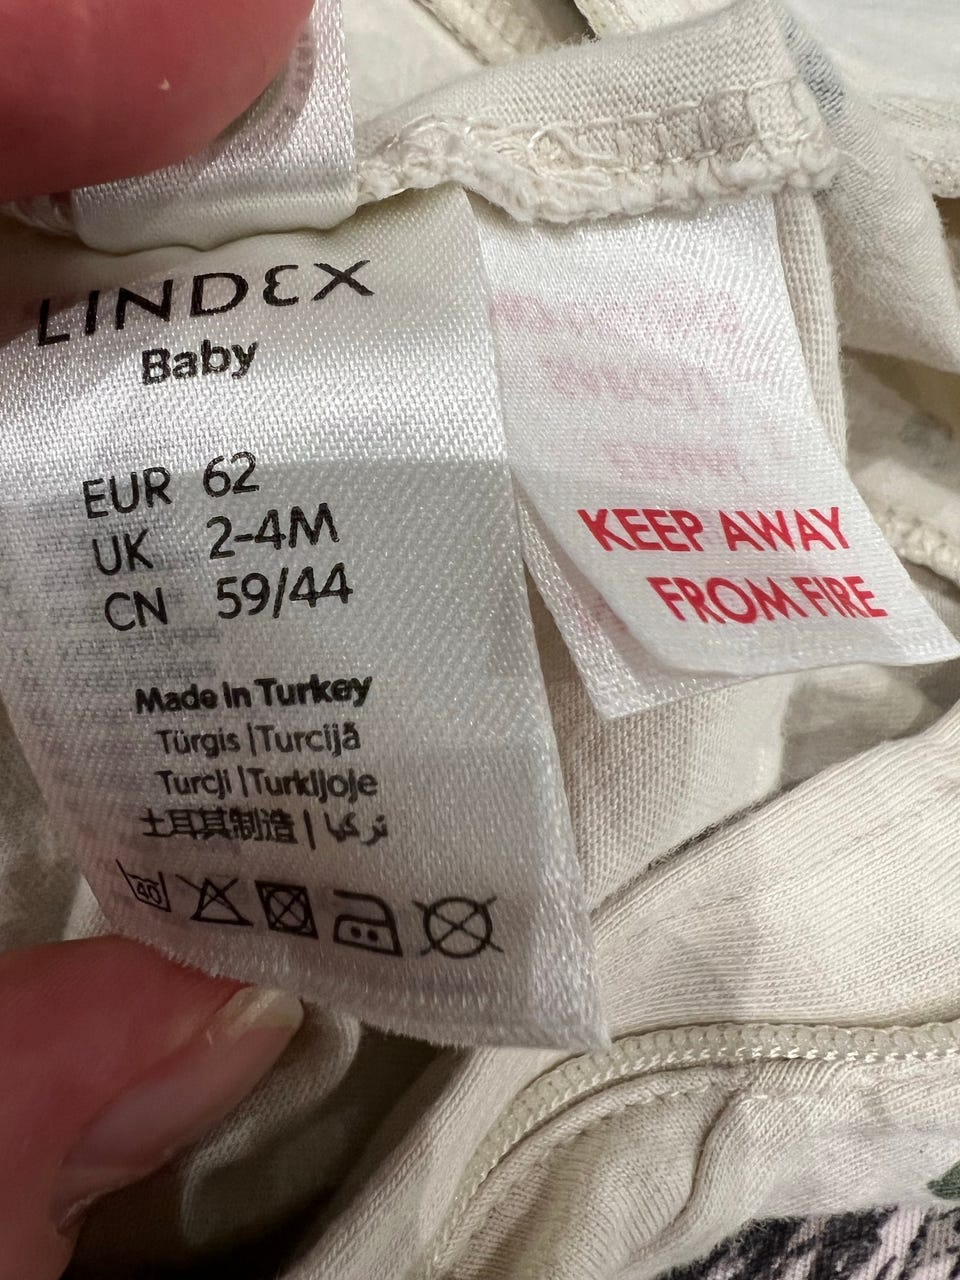 LINDEX
Baby
EUR 62
UK 2-4M
CN 59/44
Made in Turkey
Türgis | Turcijā
Turcji | Turkijoje
土耳其制造 | تركيا
40
KEEP AWAY
FROM FIRE